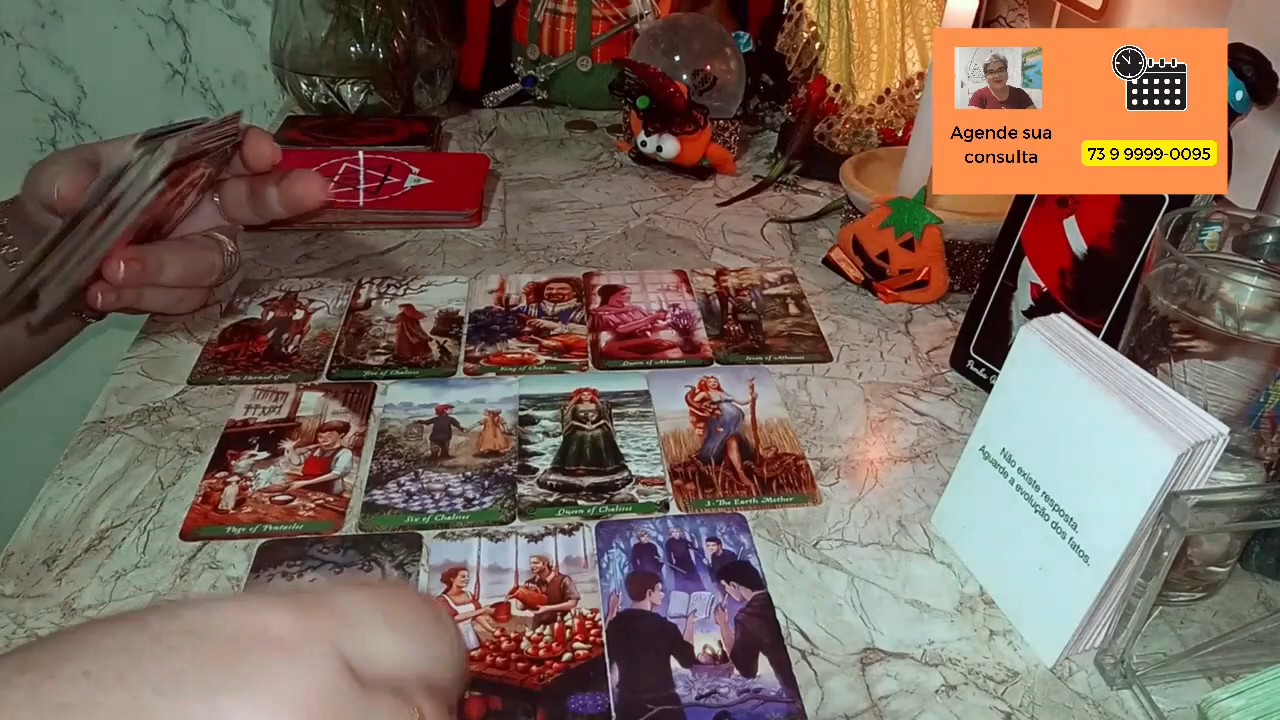 Agende sua
consulta
73 9 9999-0095
Five of Chalices
King of Chalices
Queen of Athames
Seven of Athames
Page of Pentacles
Six of Chalices
Queen of Chalices
3 - The Earth Mother
Não existe resposta.
Aguarde a evolução dos fatos.